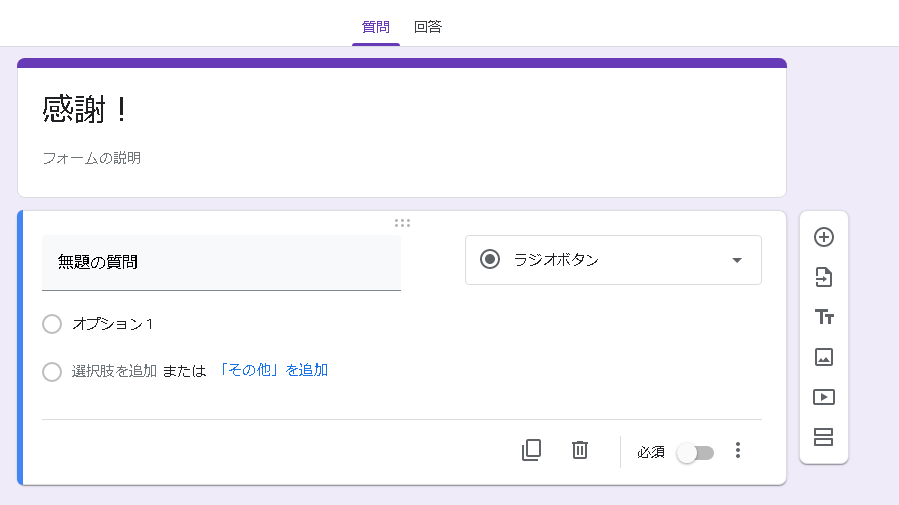 質問 回答
感謝！
フォームの説明
無題の質問 ラジオボタン
オプション 1
選択肢を追加 または 「その他」を追加
必須